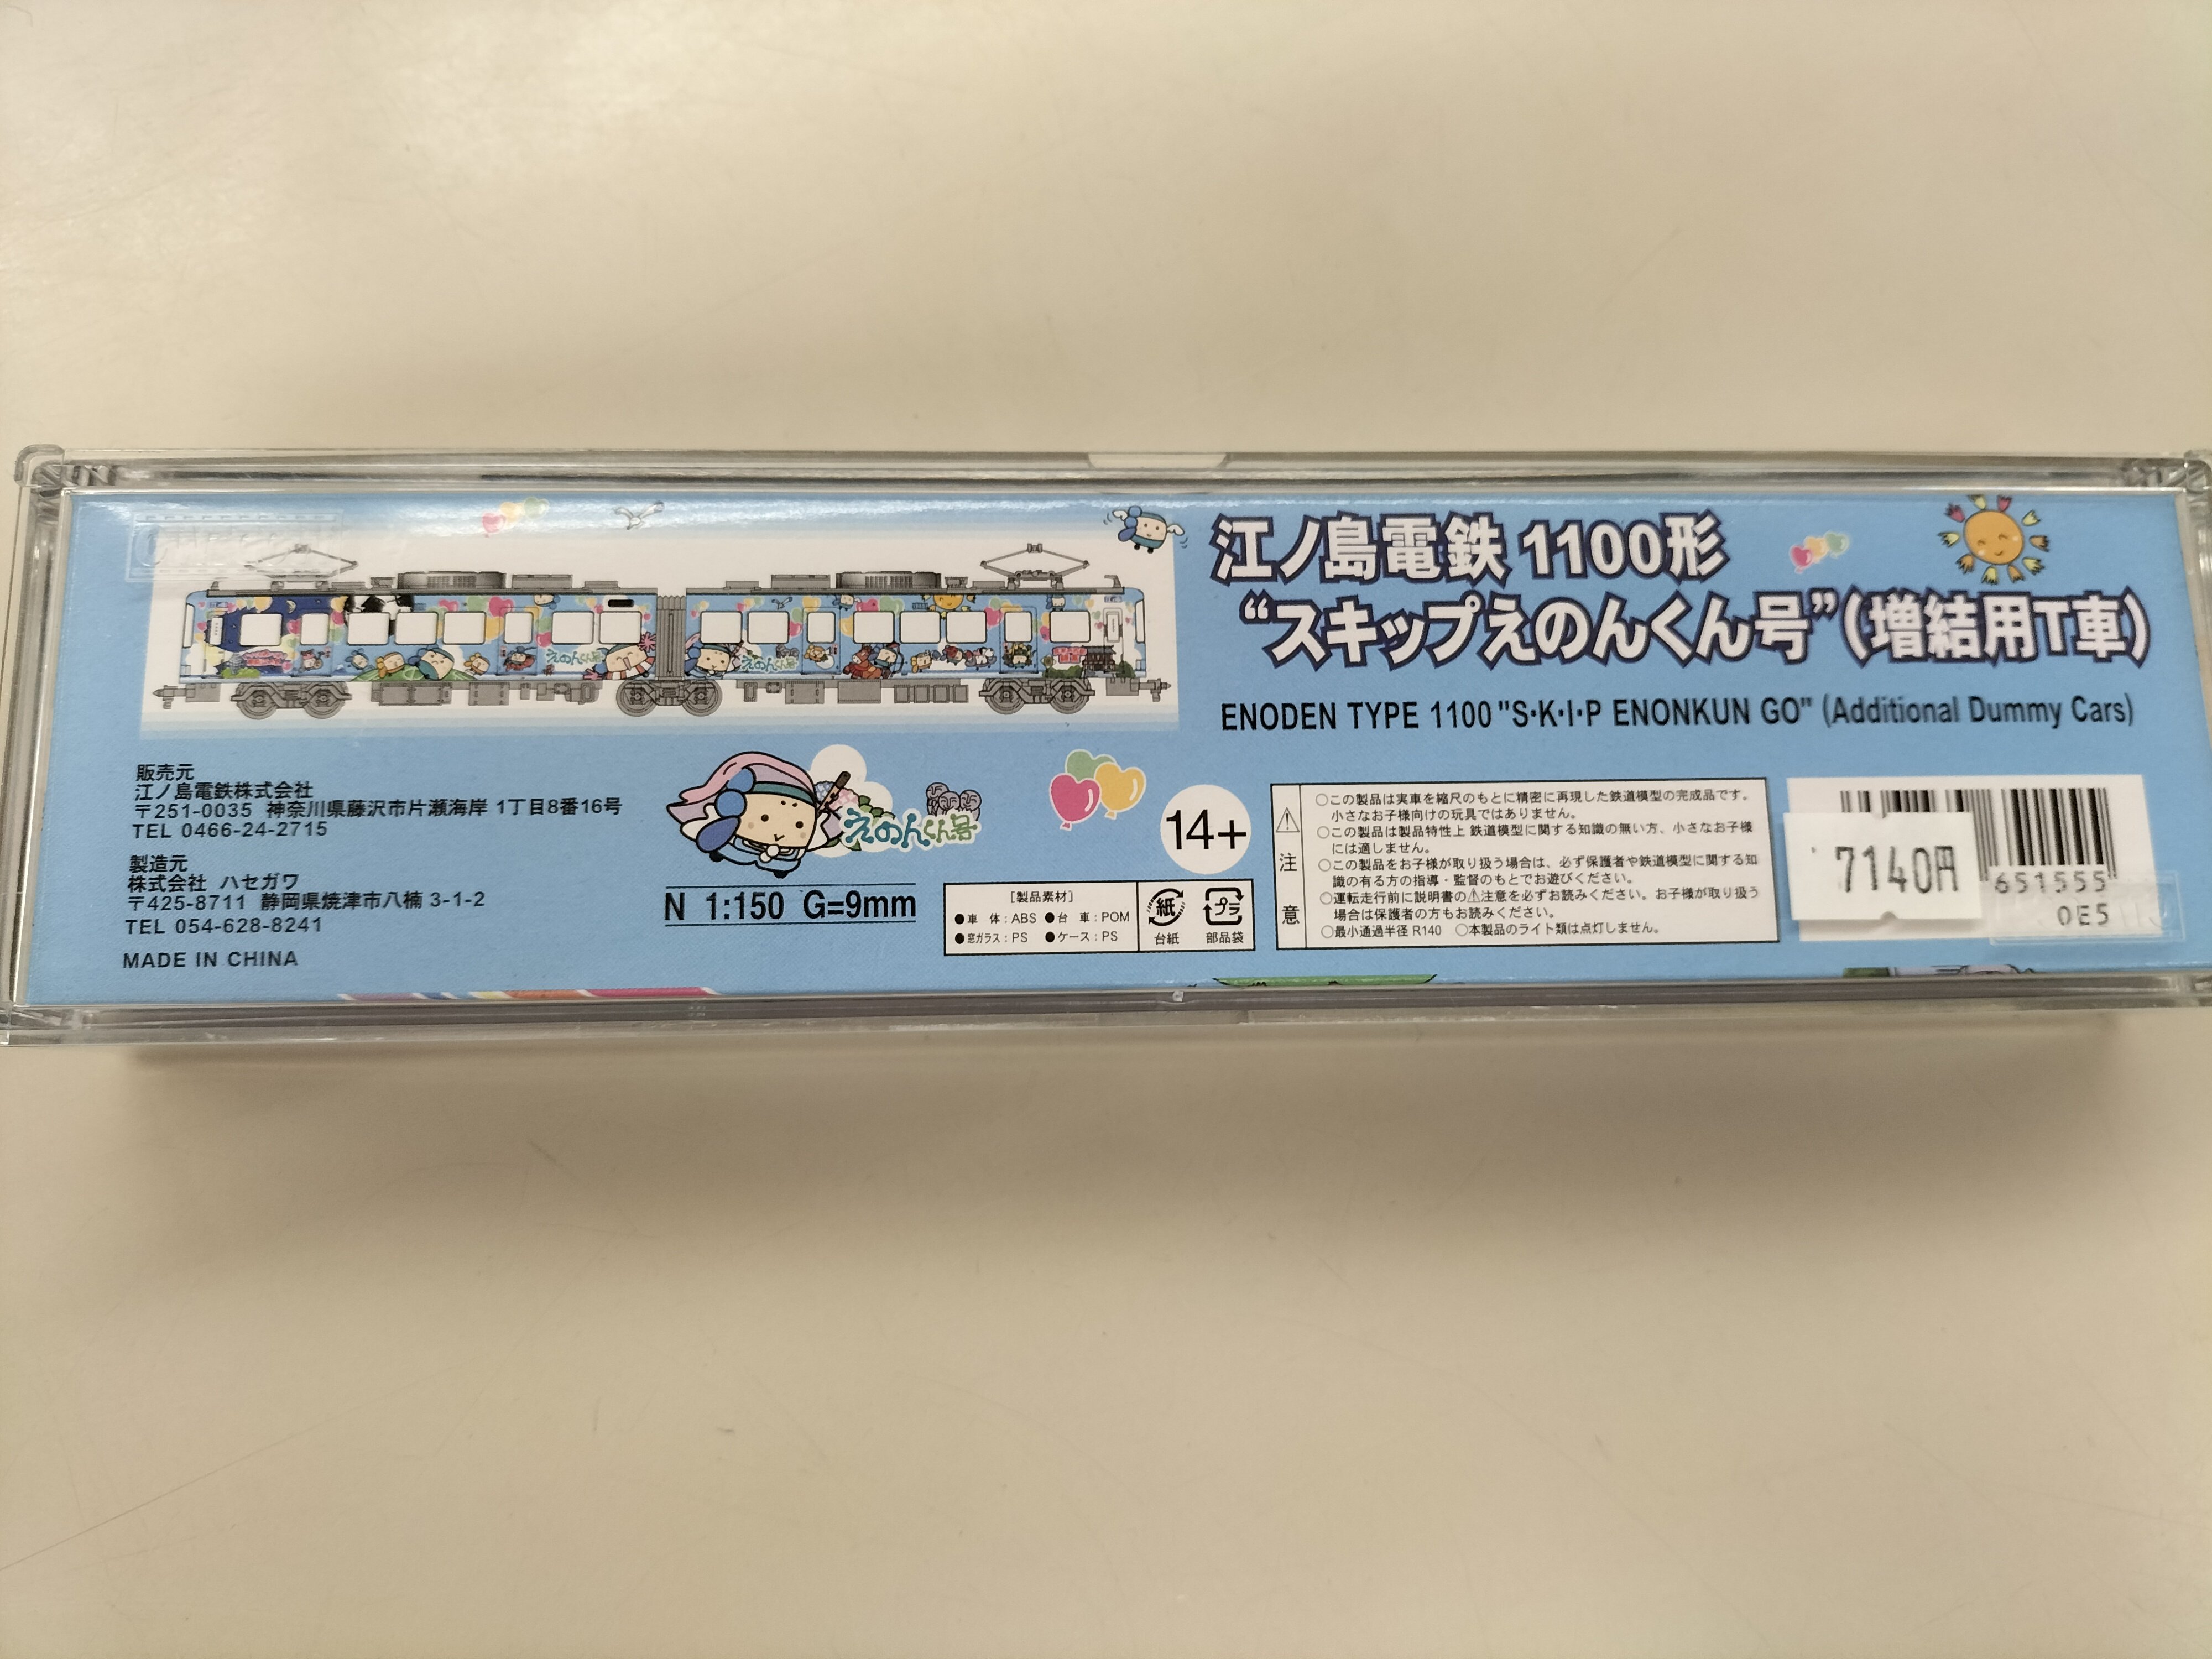 江ノ島電鉄 1100形
“スキップえのんくん号”(増結用T車)
ENODEN TYPE 1100 "S・K・I・P ENONKUN GO" (Additional Dummy Cars)
えのんくん号
えのんくん号
販売元
江ノ島電鉄株式会社
〒251-0035 神奈川県藤沢市片瀬海岸 1丁目8番16号
TEL 0466-24-2715
製造元
株式会社 ハセガワ
〒425-8711 静岡県焼津市八楠 3-1-2
TEL 054-628-8241
MADE IN CHINA
えのんくん号
N 1:150 G=9mm
14+
[製品素材]
●車 体:ABS ●台 車:POM
●窓ガラス:PS ●ケース:PS
紙
台紙
プラ
部品袋
注意
○この製品は実車を縮尺のもとに精密に再現した鉄道模型の完成品です。
小さなお子様向けの玩具ではありません。
○この製品は製品特性上 鉄道模型に関する知識の無い方、小さなお子様
には適しません。
○この製品をお子様が取り扱う場合は、必ず保護者や鉄道模型に関する知
識の有る方の指導・監督のもとでお遊びください。
○運転走行前に説明書の⚠注意を必ずお読みください。お子様が取り扱う
場合は保護者の方もお読みください。
○最小通過半径 R140 ○本製品のライト類は点灯しません。
7140円
651555
0E5